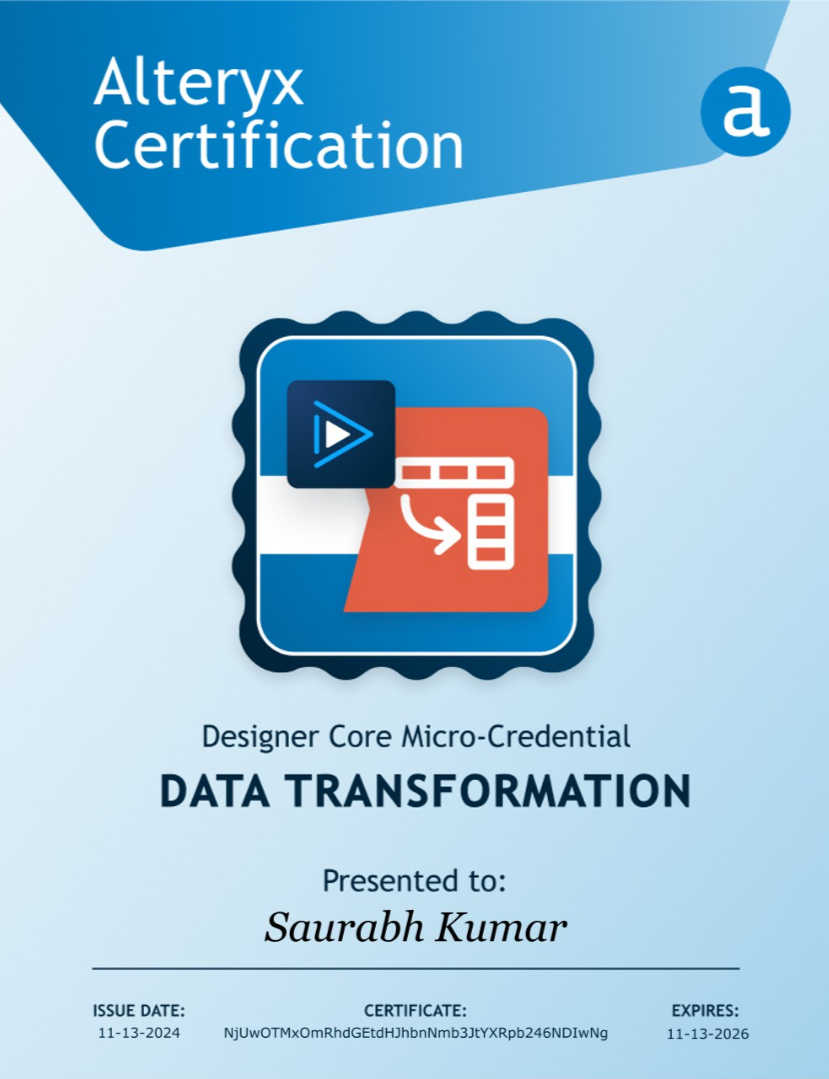 Alteryx
Certification
a
Designer Core Micro-Credential
DATA TRANSFORMATION
Presented to:
Saurabh Kumar
ISSUE DATE: CERTIFICATE: EXPIRES:
11-13-2024 NjUwOTMxOmRhdGEtdHJhbnNmb3JtYXRpb246NDIwNg 11-13-2026